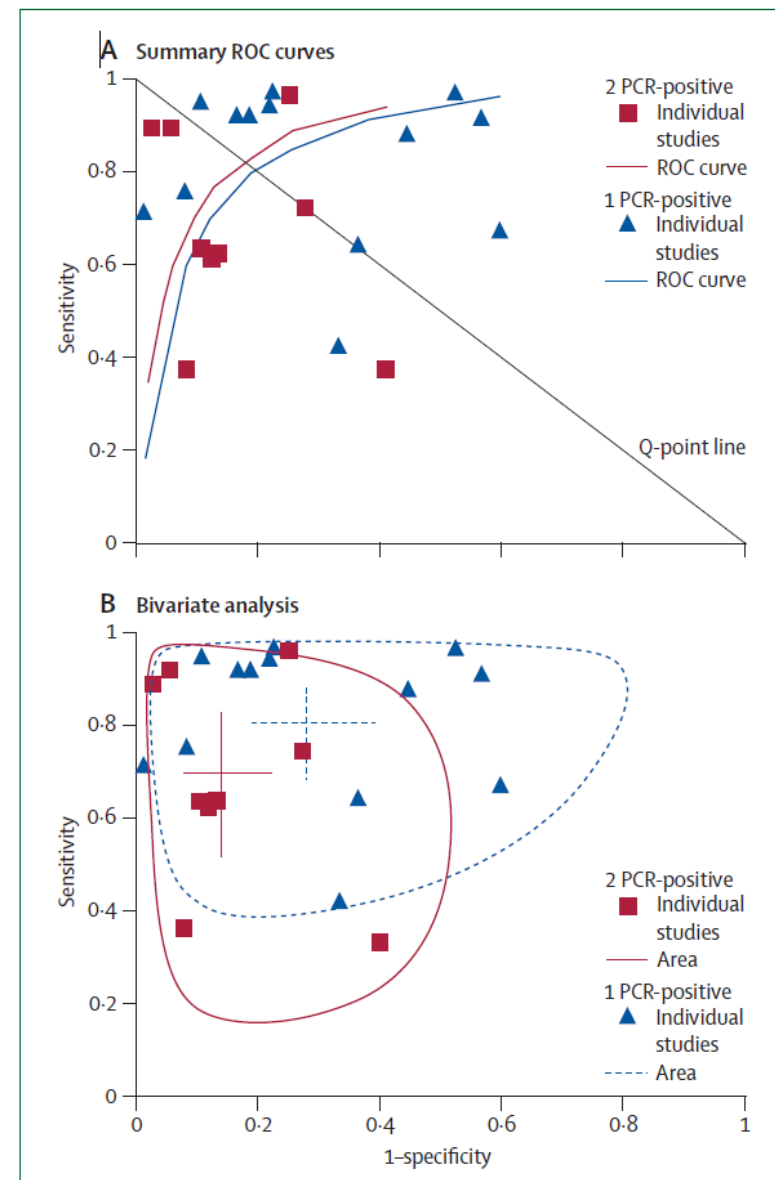 A Summary ROC curves
1
0·8
0·6
0·4
0·2
0
Sensitivity
2 PCR-positive
Individual
studies
ROC curve
1 PCR-positive
Individual
studies
ROC curve
Q-point line
B Bivariate analysis
1
0·8
0·6
0·4
0·2
0
Sensitivity
2 PCR-positive
Individual
studies
Area
1 PCR-positive
Individual
studies
Area
0 0·2 0·4 0·6 0·8 1
1–specificity